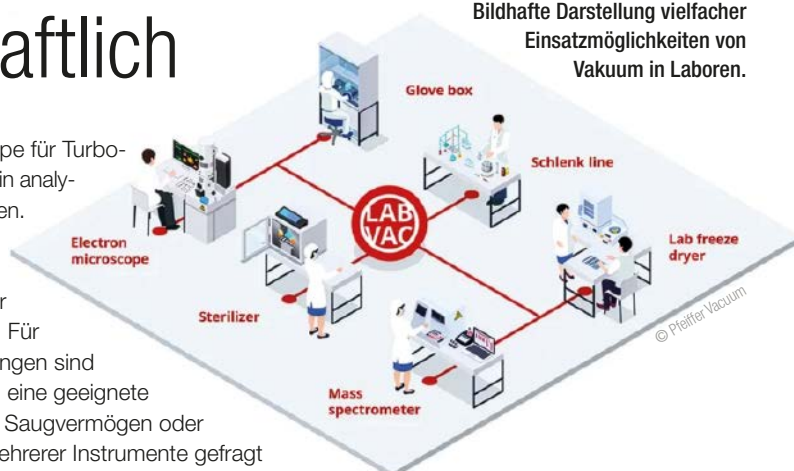 aftlich
Bildhafte Darstellung vielfacher
Einsatzmöglichkeiten von
Vakuum in Laboren.
pe für Turbo-
in analy-
en.
r
Für
ngen sind
eine geeignete
Saugvermögen oder
ehrerer Instrumente gefragt
Glove box
Schlenk line
Electron
microscope
LAB
VAC
Lab freeze
dryer
Sterilizer
Mass
spectrometer
© Pfeiffer Vacuum